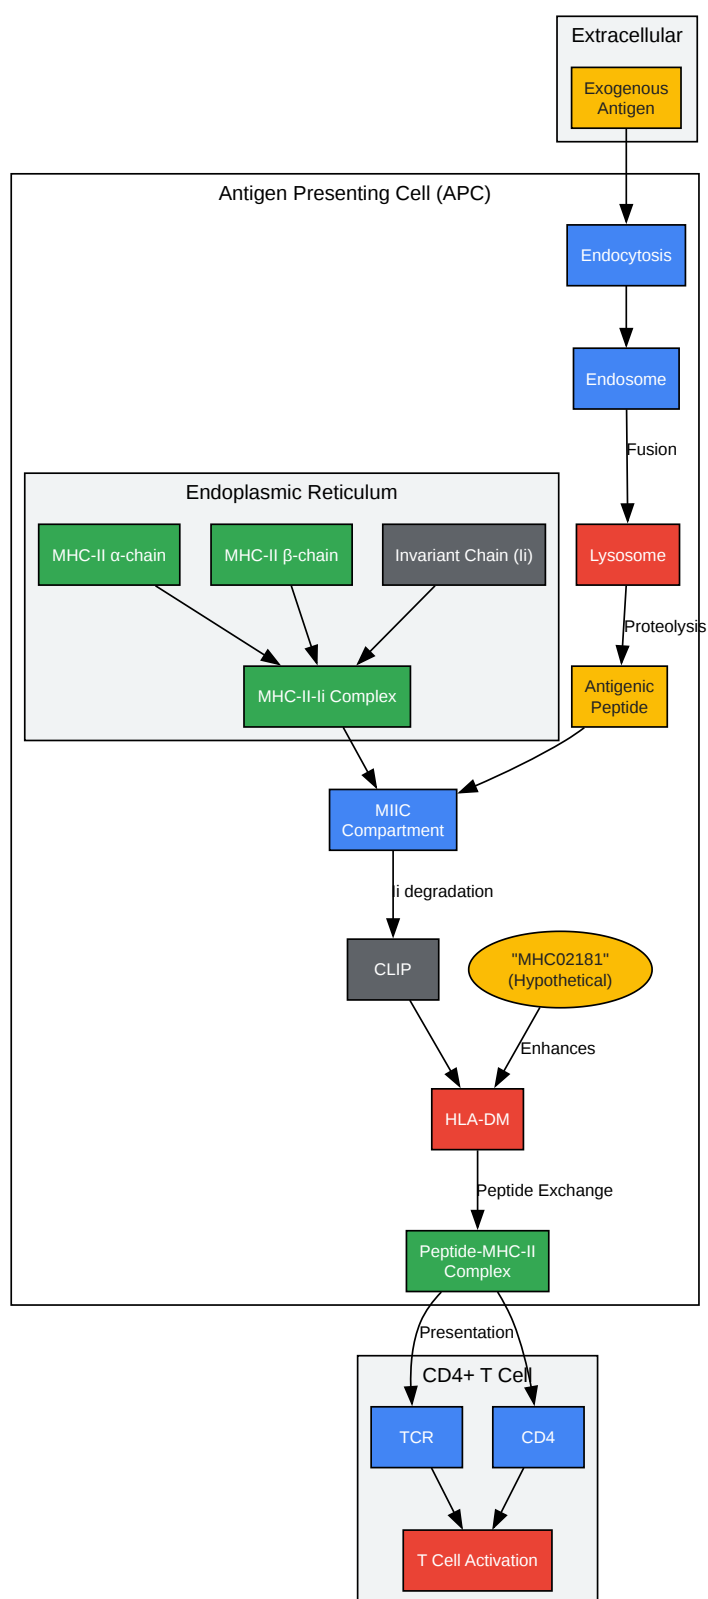 Extracellular
Exogenous
Antigen
Antigen Presenting Cell (APC)
Endocytosis
Endosome
Fusion
Endoplasmic Reticulum
MHC-II α-chain
MHC-II β-chain
Invariant Chain (Ii)
Lysosome
Proteolysis
MHC-II-Ii Complex
Antigenic
Peptide
MIIC
Compartment
Ii degradation
CLIP
"MHC02181"
(Hypothetical)
Enhances
HLA-DM
Peptide Exchange
Peptide-MHC-II
Complex
Presentation
CD4+ T Cell
TCR
CD4
T Cell Activation